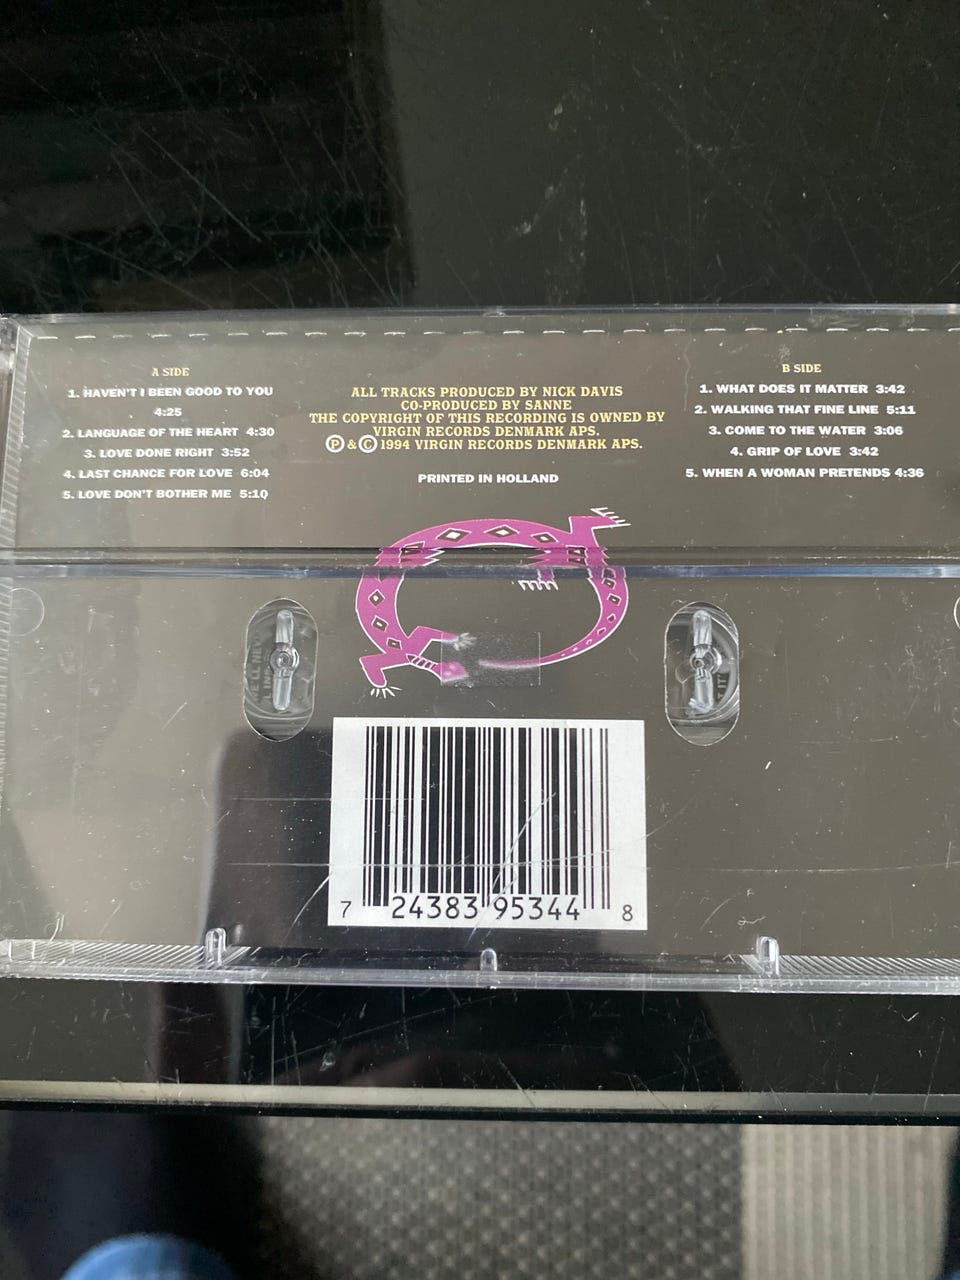 A SIDE
1. HAVEN'T I BEEN GOOD TO YOU
4:25
2. LANGUAGE OF THE HEART 4:30
3. LOVE DONE RIGHT 3:52
4. LAST CHANCE FOR LOVE 6:04
5. LOVE DON'T BOTHER ME 5:10
ALL TRACKS PRODUCED BY NICK DAVIS
CO-PRODUCED BY SANNE
THE COPYRIGHT OF THIS RECORDING IS OWNED BY
VIRGIN RECORDS DENMARK APS.
Ⓟ & © 1994 VIRGIN RECORDS DENMARK APS.
PRINTED IN HOLLAND
B SIDE
1. WHAT DOES IT MATTER 3:42
2. WALKING THAT FINE LINE 5:11
3. COME TO THE WATER 3:06
4. GRIP OF LOVE 3:42
5. WHEN A WOMAN PRETENDS 4:36
7 24383 95344 8